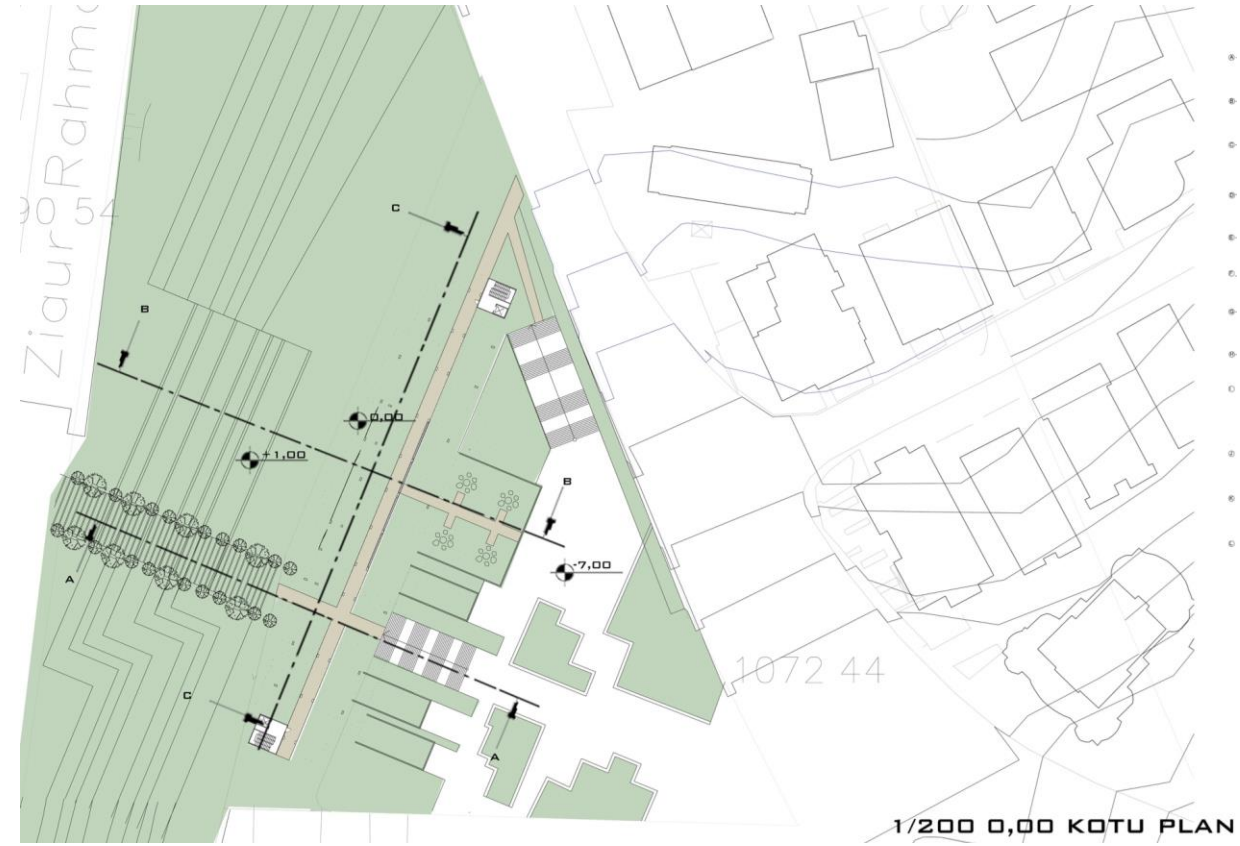 Ziaur Rahm
90 54
C
B
0,00
+1,00
B
-7,00
A
C
A
1072 44
1/200 0,00 KOTU PLAN
A
B
C
D
E
F
G
H
I
J
K
L